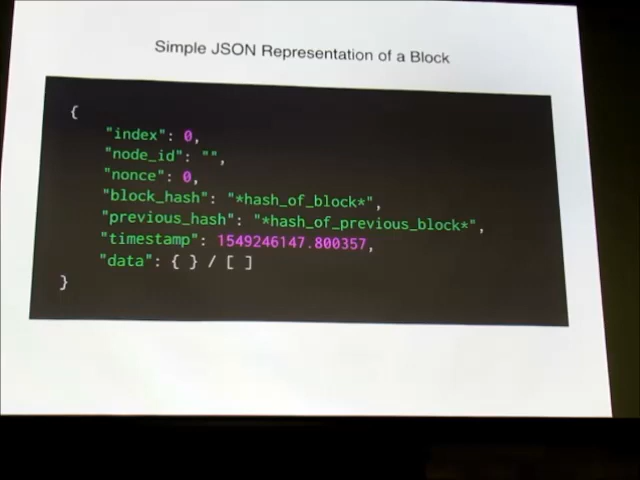 Simple JSON Representation of a Block
{
"index": 0,
"node_id": "",
"nonce": 0,
"block_hash": "*hash_of_block*",
"previous_hash": "*hash_of_previous_block*",
"timestamp": 1549246147.800357,
"data": { } / [ ]
}